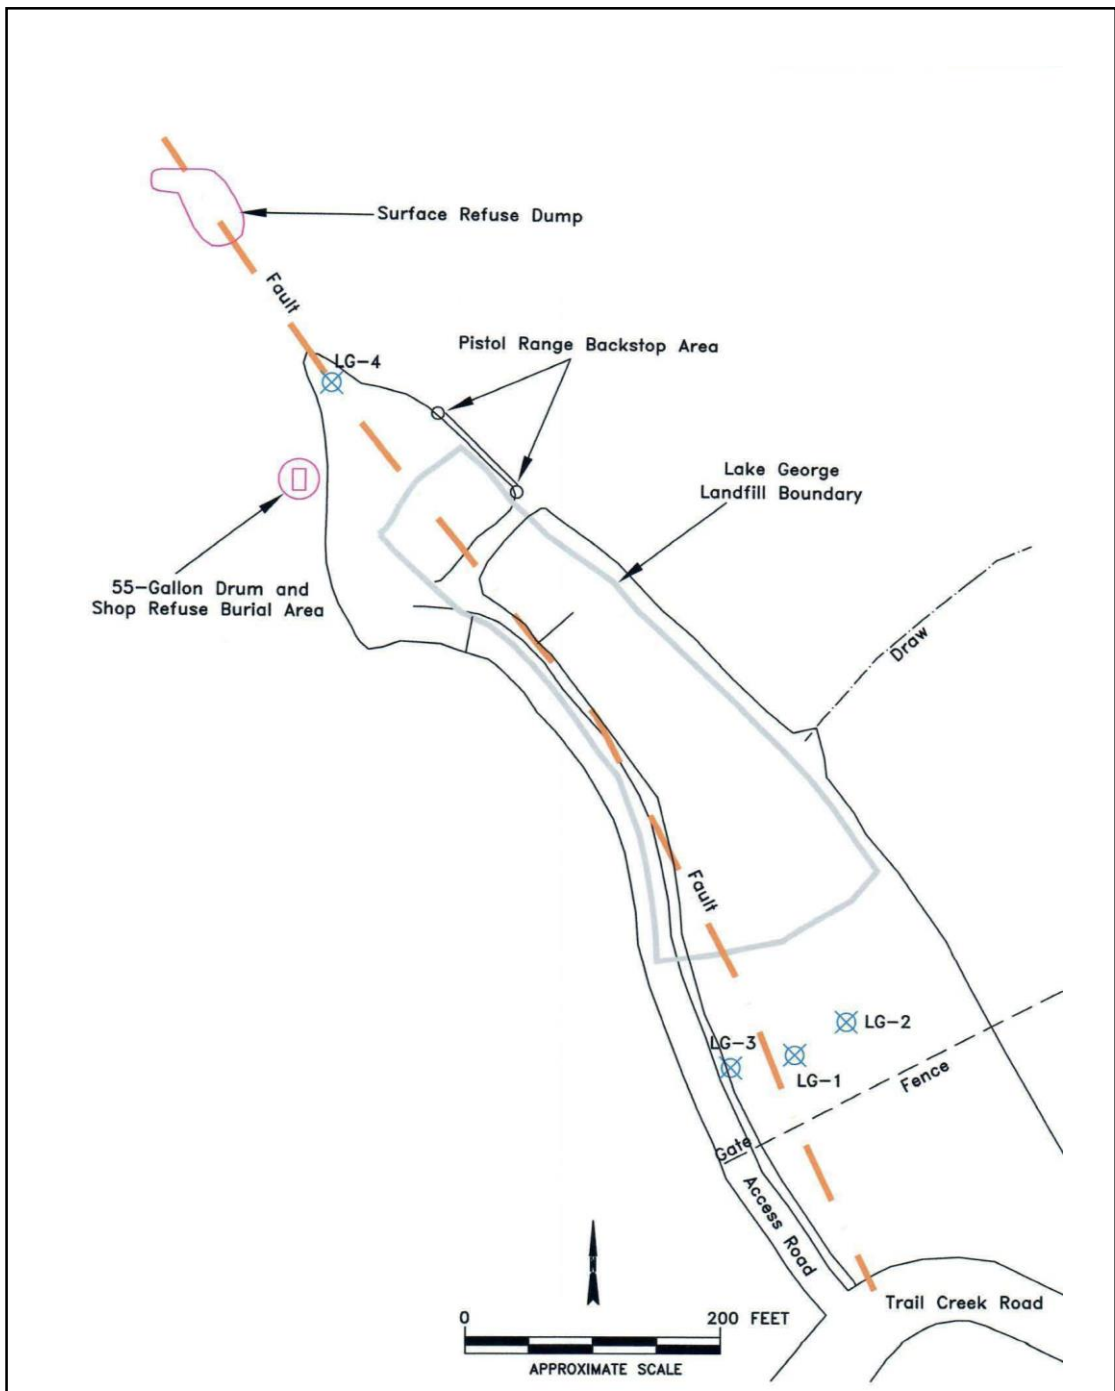 Surface Refuse Dump
Fault
LG-4
Pistol Range Backstop Area
Lake George
Landfill Boundary
55-Gallon Drum and
Shop Refuse Burial Area
Draw
Fault
LG-2
LG-3
LG-1
Fence
Gate
Access Road
Trail Creek Road
N
0 200 FEET
APPROXIMATE SCALE